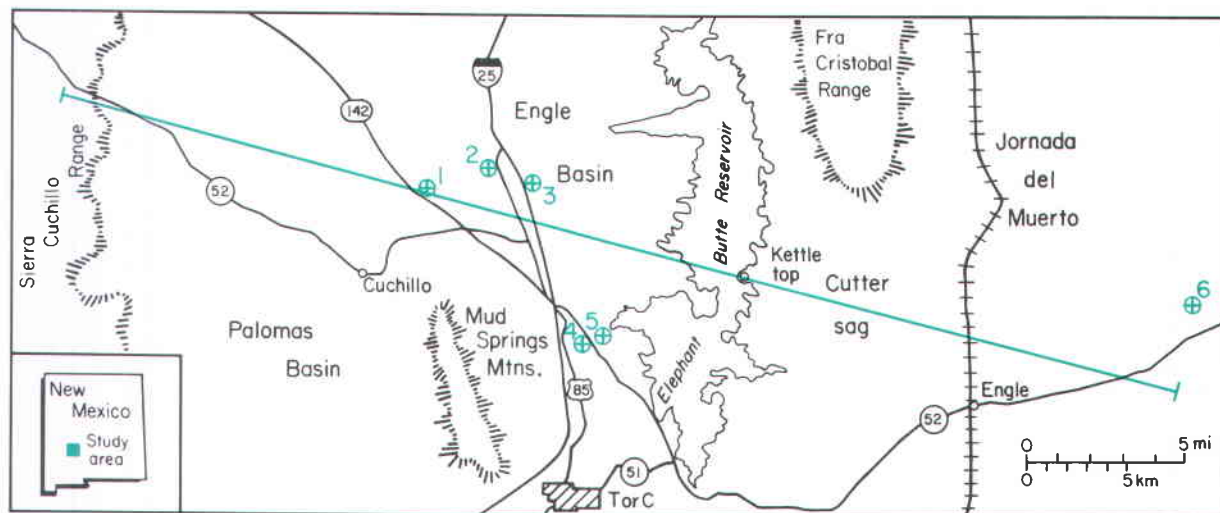 Sierra
Cuchillo
Range
52
142
25
Engle
Basin
1
2
3
Cuchillo
Palomas
Basin
Mud
Springs
Mtns.
4
5
85
51
T or C
Elephant
Butte Reservoir
Kettle
top
Fra
Cristobal
Range
Cutter
sag
Jornada
del
Muerto
6
52
Engle
New
Mexico
Study
area
0 5 mi
0 5 km